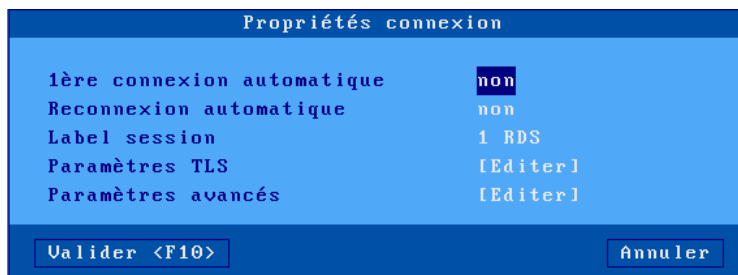 Propriétés connexion
1ère connexion automatique non
Reconnexion automatique non
Label session 1 RDS
Paramètres TLS [Editer]
Paramètres avancés [Editer]
Valider <F10> Annuler